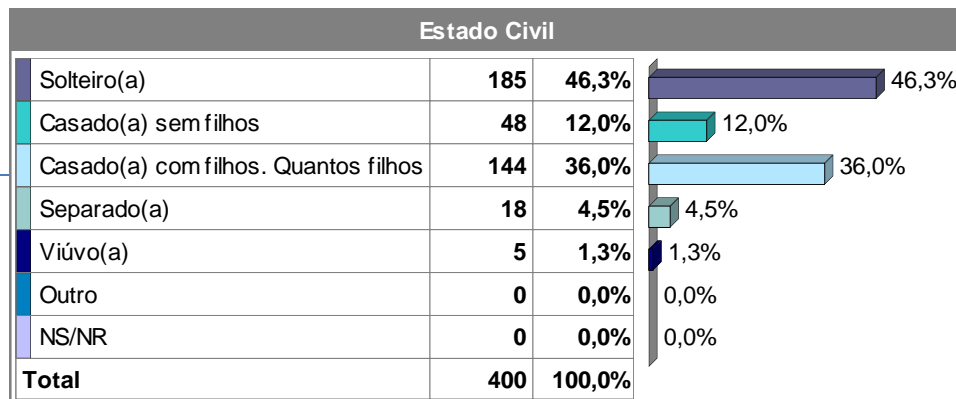 Estado Civil
Solteiro(a) 185 46,3% 46,3%
Casado(a) sem filhos 48 12,0% 12,0%
Casado(a) com filhos. Quantos filhos 144 36,0% 36,0%
Separado(a) 18 4,5% 4,5%
Viúvo(a) 5 1,3% 1,3%
Outro 0 0,0% 0,0%
NS/NR 0 0,0% 0,0%
Total 400 100,0%